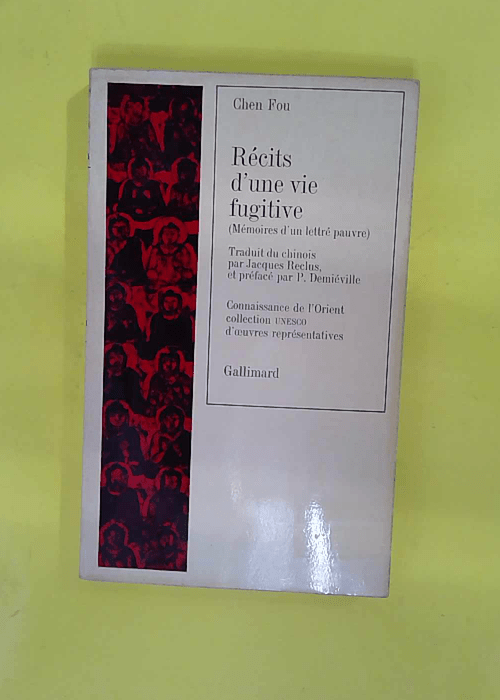 Chen Fou
Récits
d'une vie
fugitive
(Mémoires d'un lettré pauvre)
Traduit du chinois
par Jacques Reclus,
et préfacé par P. Demiéville
Connaissance de l'Orient
collection UNESCO
d'œuvres représentatives
Gallimard